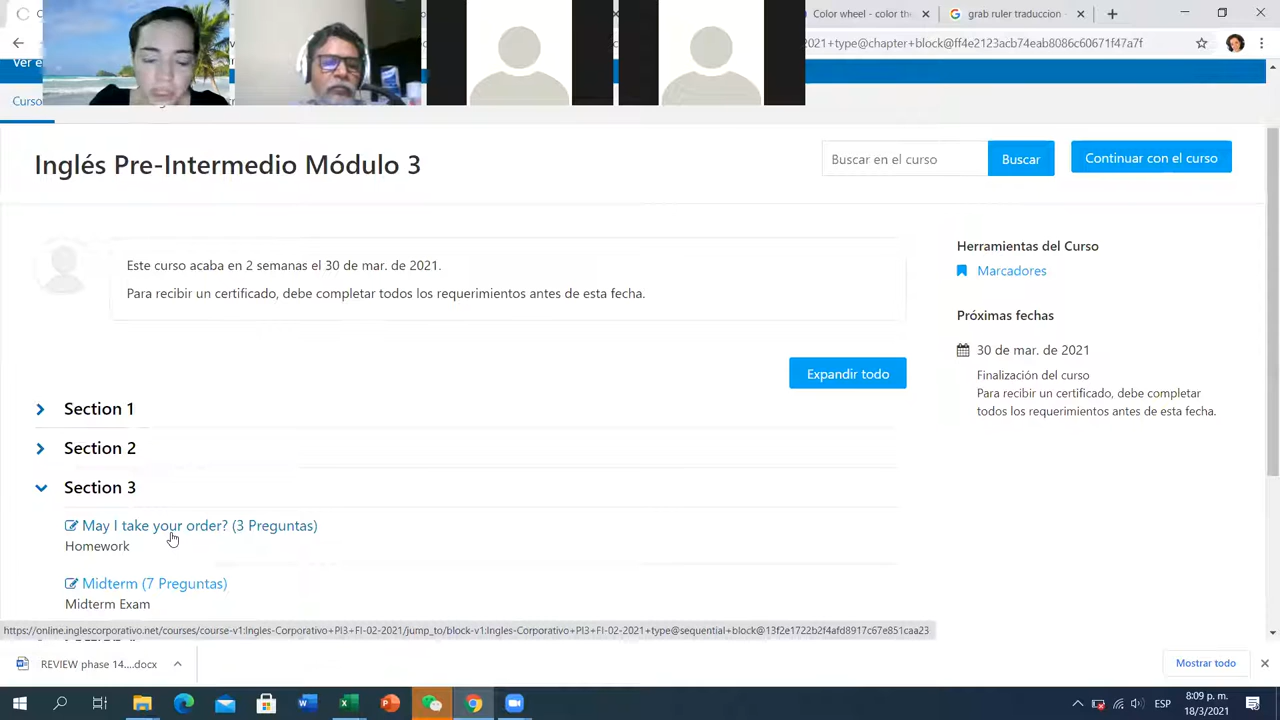 Color wheel - color the
grab ruler traduccion -
2021+type@chapter+block@ff4e2123acb74eab8086c60671f47a7f
Ver e
Curso
Inglés Pre-Intermedio Módulo 3
Buscar en el curso
Buscar
Continuar con el curso
Este curso acaba en 2 semanas el 30 de mar. de 2021.
Para recibir un certificado, debe completar todos los requerimientos antes de esta fecha.
Herramientas del Curso
Marcadores
Próximas fechas
30 de mar. de 2021
Finalización del curso
Para recibir un certificado, debe completar
todos los requerimientos antes de esta fecha.
Expandir todo
Section 1
Section 2
Section 3
May I take your order? (3 Preguntas)
Homework
Midterm (7 Preguntas)
Midterm Exam
https://online.inglescorporativo.net/courses/course-v1:Ingles-Corporativo+PI3+FI-02-2021/jump_to/block-v1:Ingles-Corporativo+PI3+FI-02-2021+type@sequential+block@13f2e1722b2f4afd8917c67e851caa23
REVIEW phase 14....docx
Mostrar todo
ESP
8:09 p. m.
18/3/2021